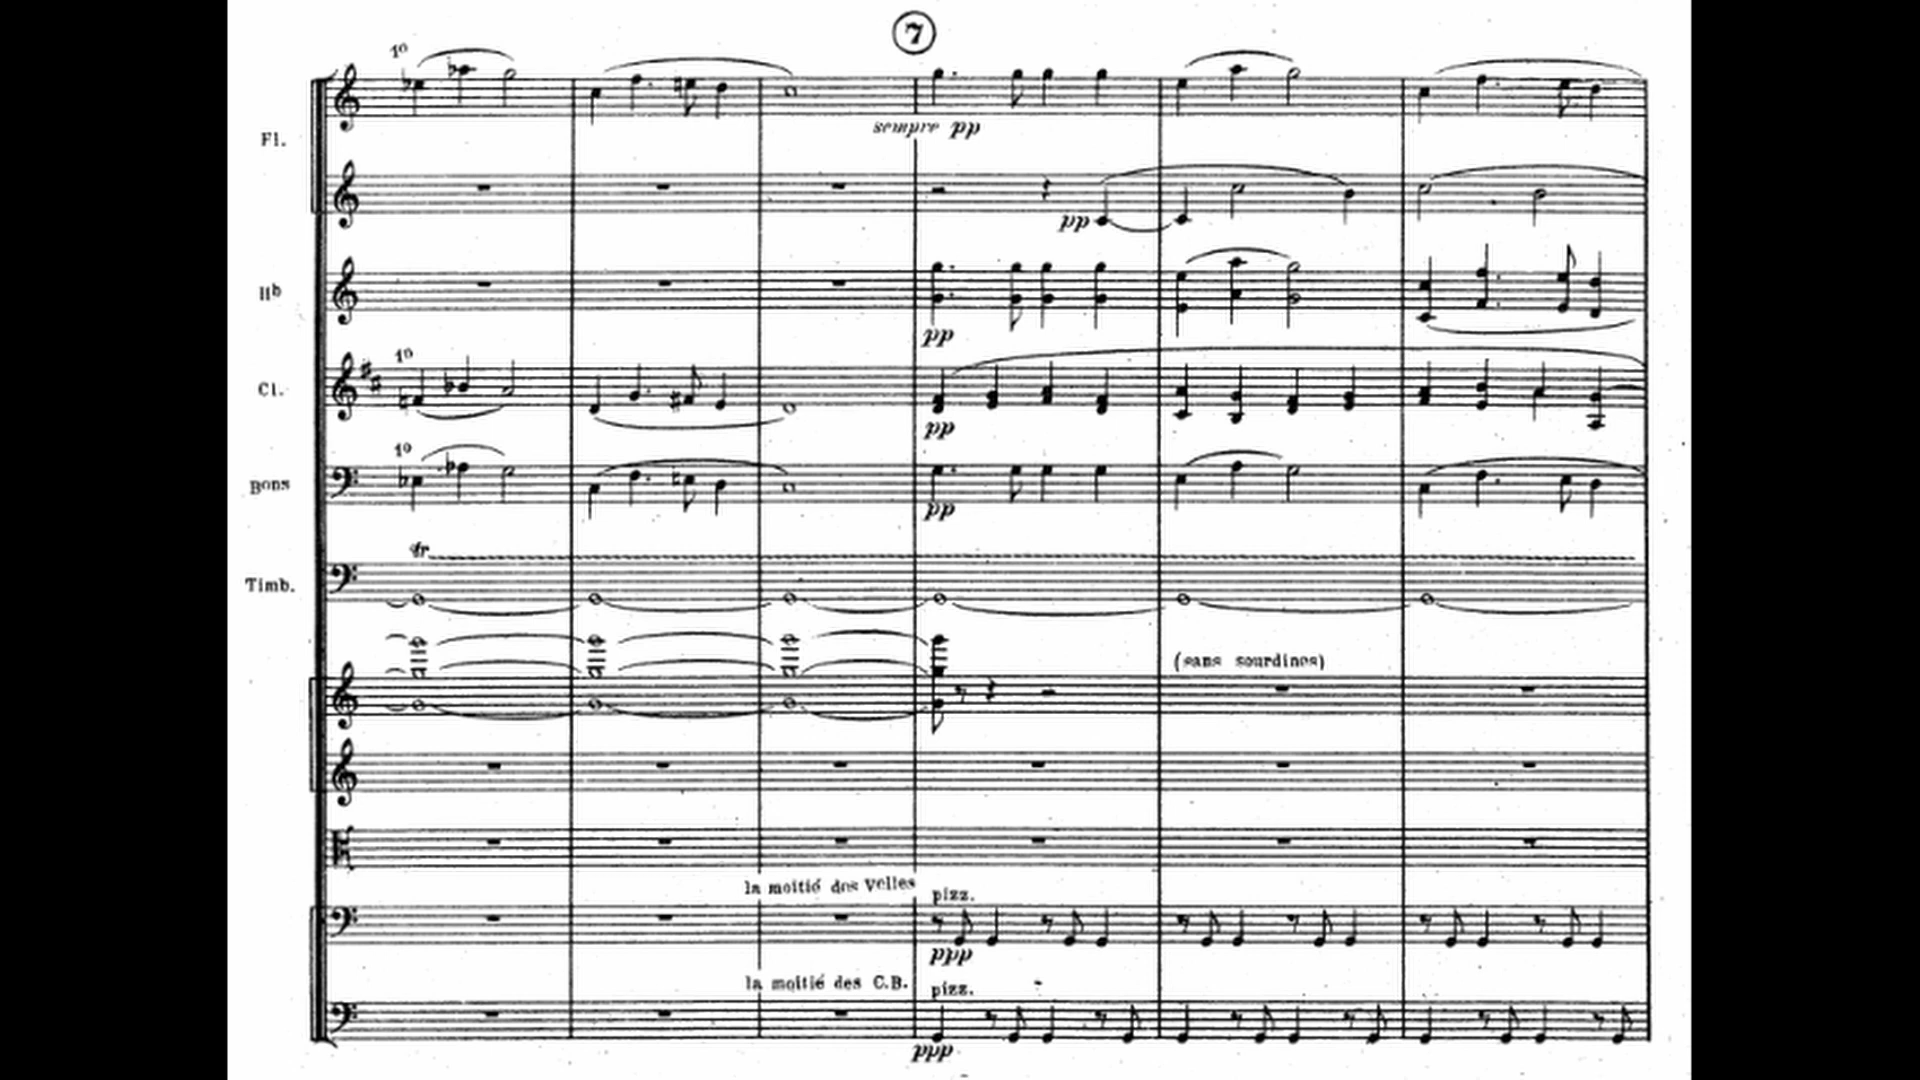 7
1º
Fl.
sempre pp
pp
Hb
pp
1º
Cl.
pp
1º
Bons
pp
tr
Timb.
(sans sourdines)
la moitié des Velles
pizz.
ppp
la moitié des C.B.
pizz.
ppp